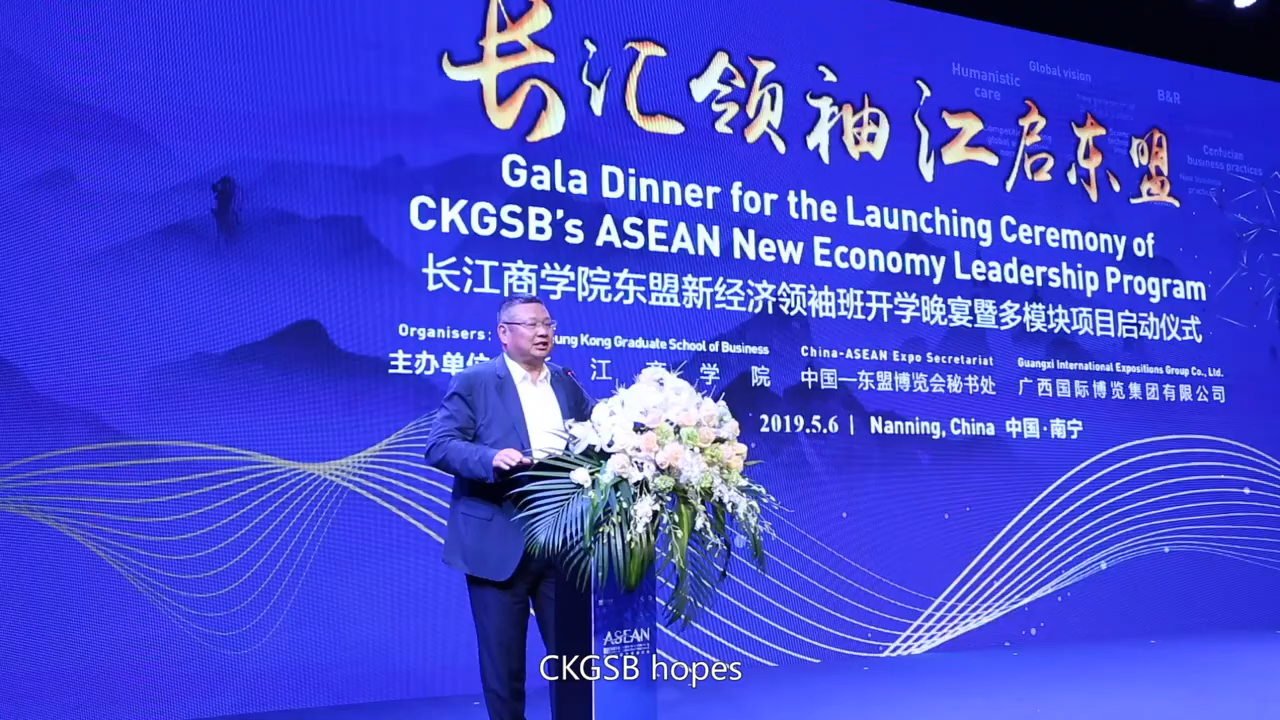 长汇领袖 江启东盟
Humanistic care
Global vision
B&R
Confucian business practices
Gala Dinner for the Launching Ceremony of
CKGSB's ASEAN New Economy Leadership Program
长江商学院东盟新经济领袖班开学晚宴暨多模块项目启动仪式
Organisers: ung Kong Graduate School of Business China-ASEAN Expo Secretariat Guangxi International Expositions Group Co., Ltd.
主办单位 江商学院 中国—东盟博览会秘书处 广西国际博览集团有限公司
2019.5.6 | Nanning, China 中国·南宁
ASEAN
CKGSB hopes